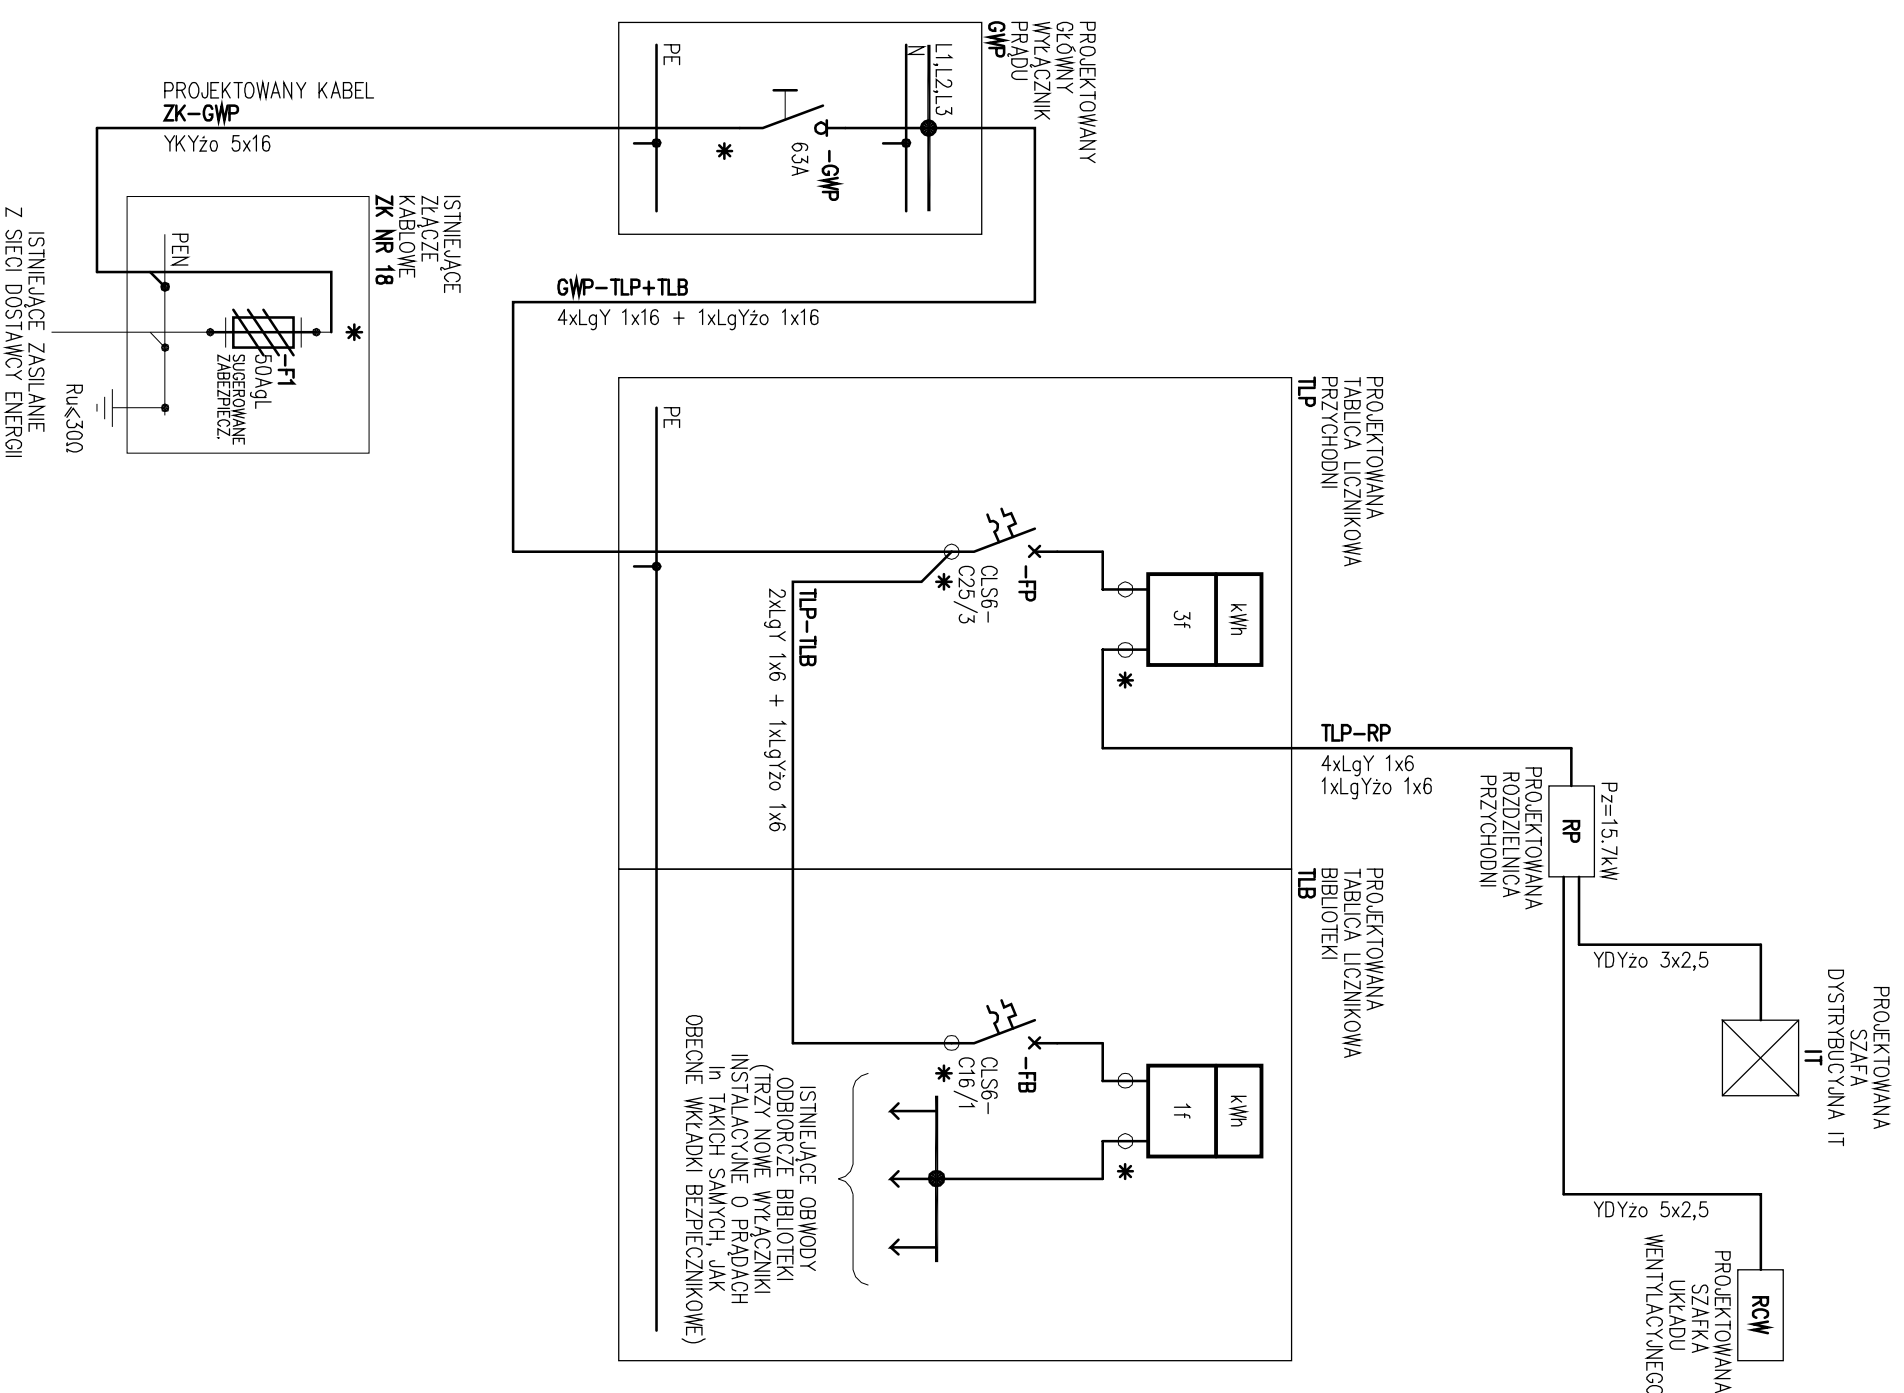 PROJEKTOWANY
GŁÓWNY
WYŁĄCZNIK
PRĄDU
GWP
L1,L2,L3
N
PE
-GWP
63A
*
PROJEKTOWANY KABEL
ZK-GWP
YKYżo 5x16
ISTNIEJĄCE
ZŁĄCZE
KABLOWE
ZK NR 18
PEN
*
-F1
50AgL
SUGEROWANE
ZABEZPIECZ.
Ru≤30Ω
ISTNIEJĄCE ZASILANIE
Z SIECI DOSTAWCY ENERGII
GWP-TLP+TLB
4xLgY 1x16 + 1xLgYżo 1x16
PROJEKTOWANA
TABLICA LICZNIKOWA
PRZYCHODNI
TLP
PE
kWh
3f
*
-FP
CLS6-
C25/3
*
TLP-TLB
2xLgY 1x6 + 1xLgYżo 1x6
TLP-RP
4xLgY 1x6
1xLgYżo 1x6
Pz=15.7kW
RP
PROJEKTOWANA
ROZDZIELNICA
PRZYCHODNI
PROJEKTOWANA
TABLICA LICZNIKOWA
BIBLIOTEKI
TLB
kWh
1f
*
-FB
CLS6-
C16/1
*
ISTNIEJĄCE OBWODY
ODBIORCZE BIBLIOTEKI
(TRZY NOWE WYŁĄCZNIKI
INSTALACYJNE O PRĄDACH
In TAKICH SAMYCH, JAK
OBECNE WKŁADKI BEZPIECZNIKOWE)
YDYżo 3x2,5
PROJEKTOWANA
SZAFA
DYSTRYBUCYJNA IT
IT
YDYżo 5x2,5
RCW
PROJEKTOWANA
SZAFKA
UKŁADU
WENTYLACYJNEGO